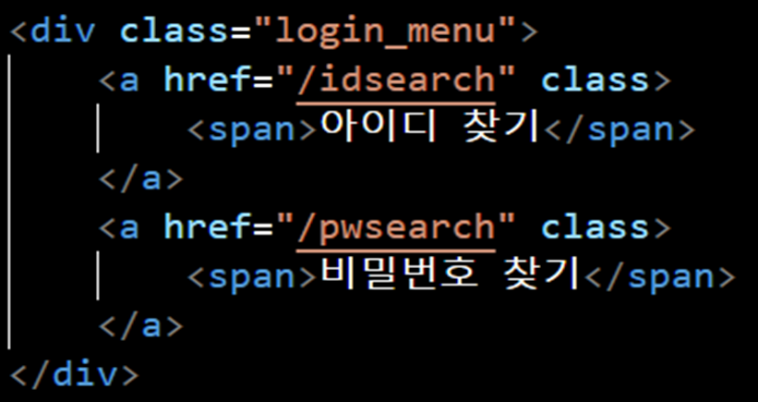 <div class="login_menu">
    <a href="/idsearch" class>
        <span>아이디 찾기</span>
    </a>
    <a href="/pwsearch" class>
        <span>비밀번호 찾기</span>
    </a>
</div>